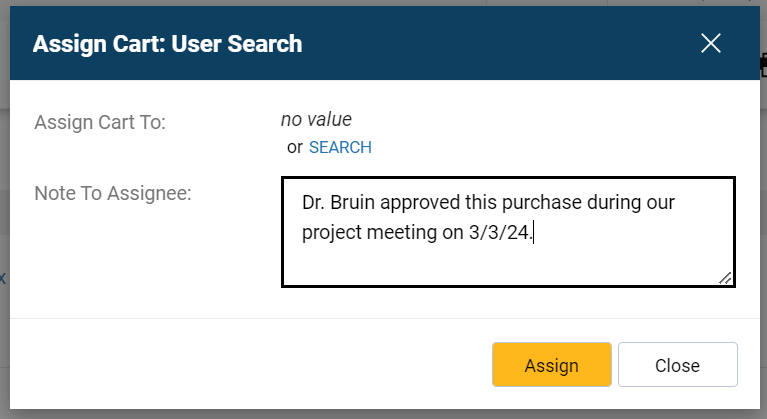 Assign Cart: User Search
Assign Cart To:
no value
or SEARCH
Note To Assignee:
Dr. Bruin approved this purchase during our
project meeting on 3/3/24.
x
Assign
Close